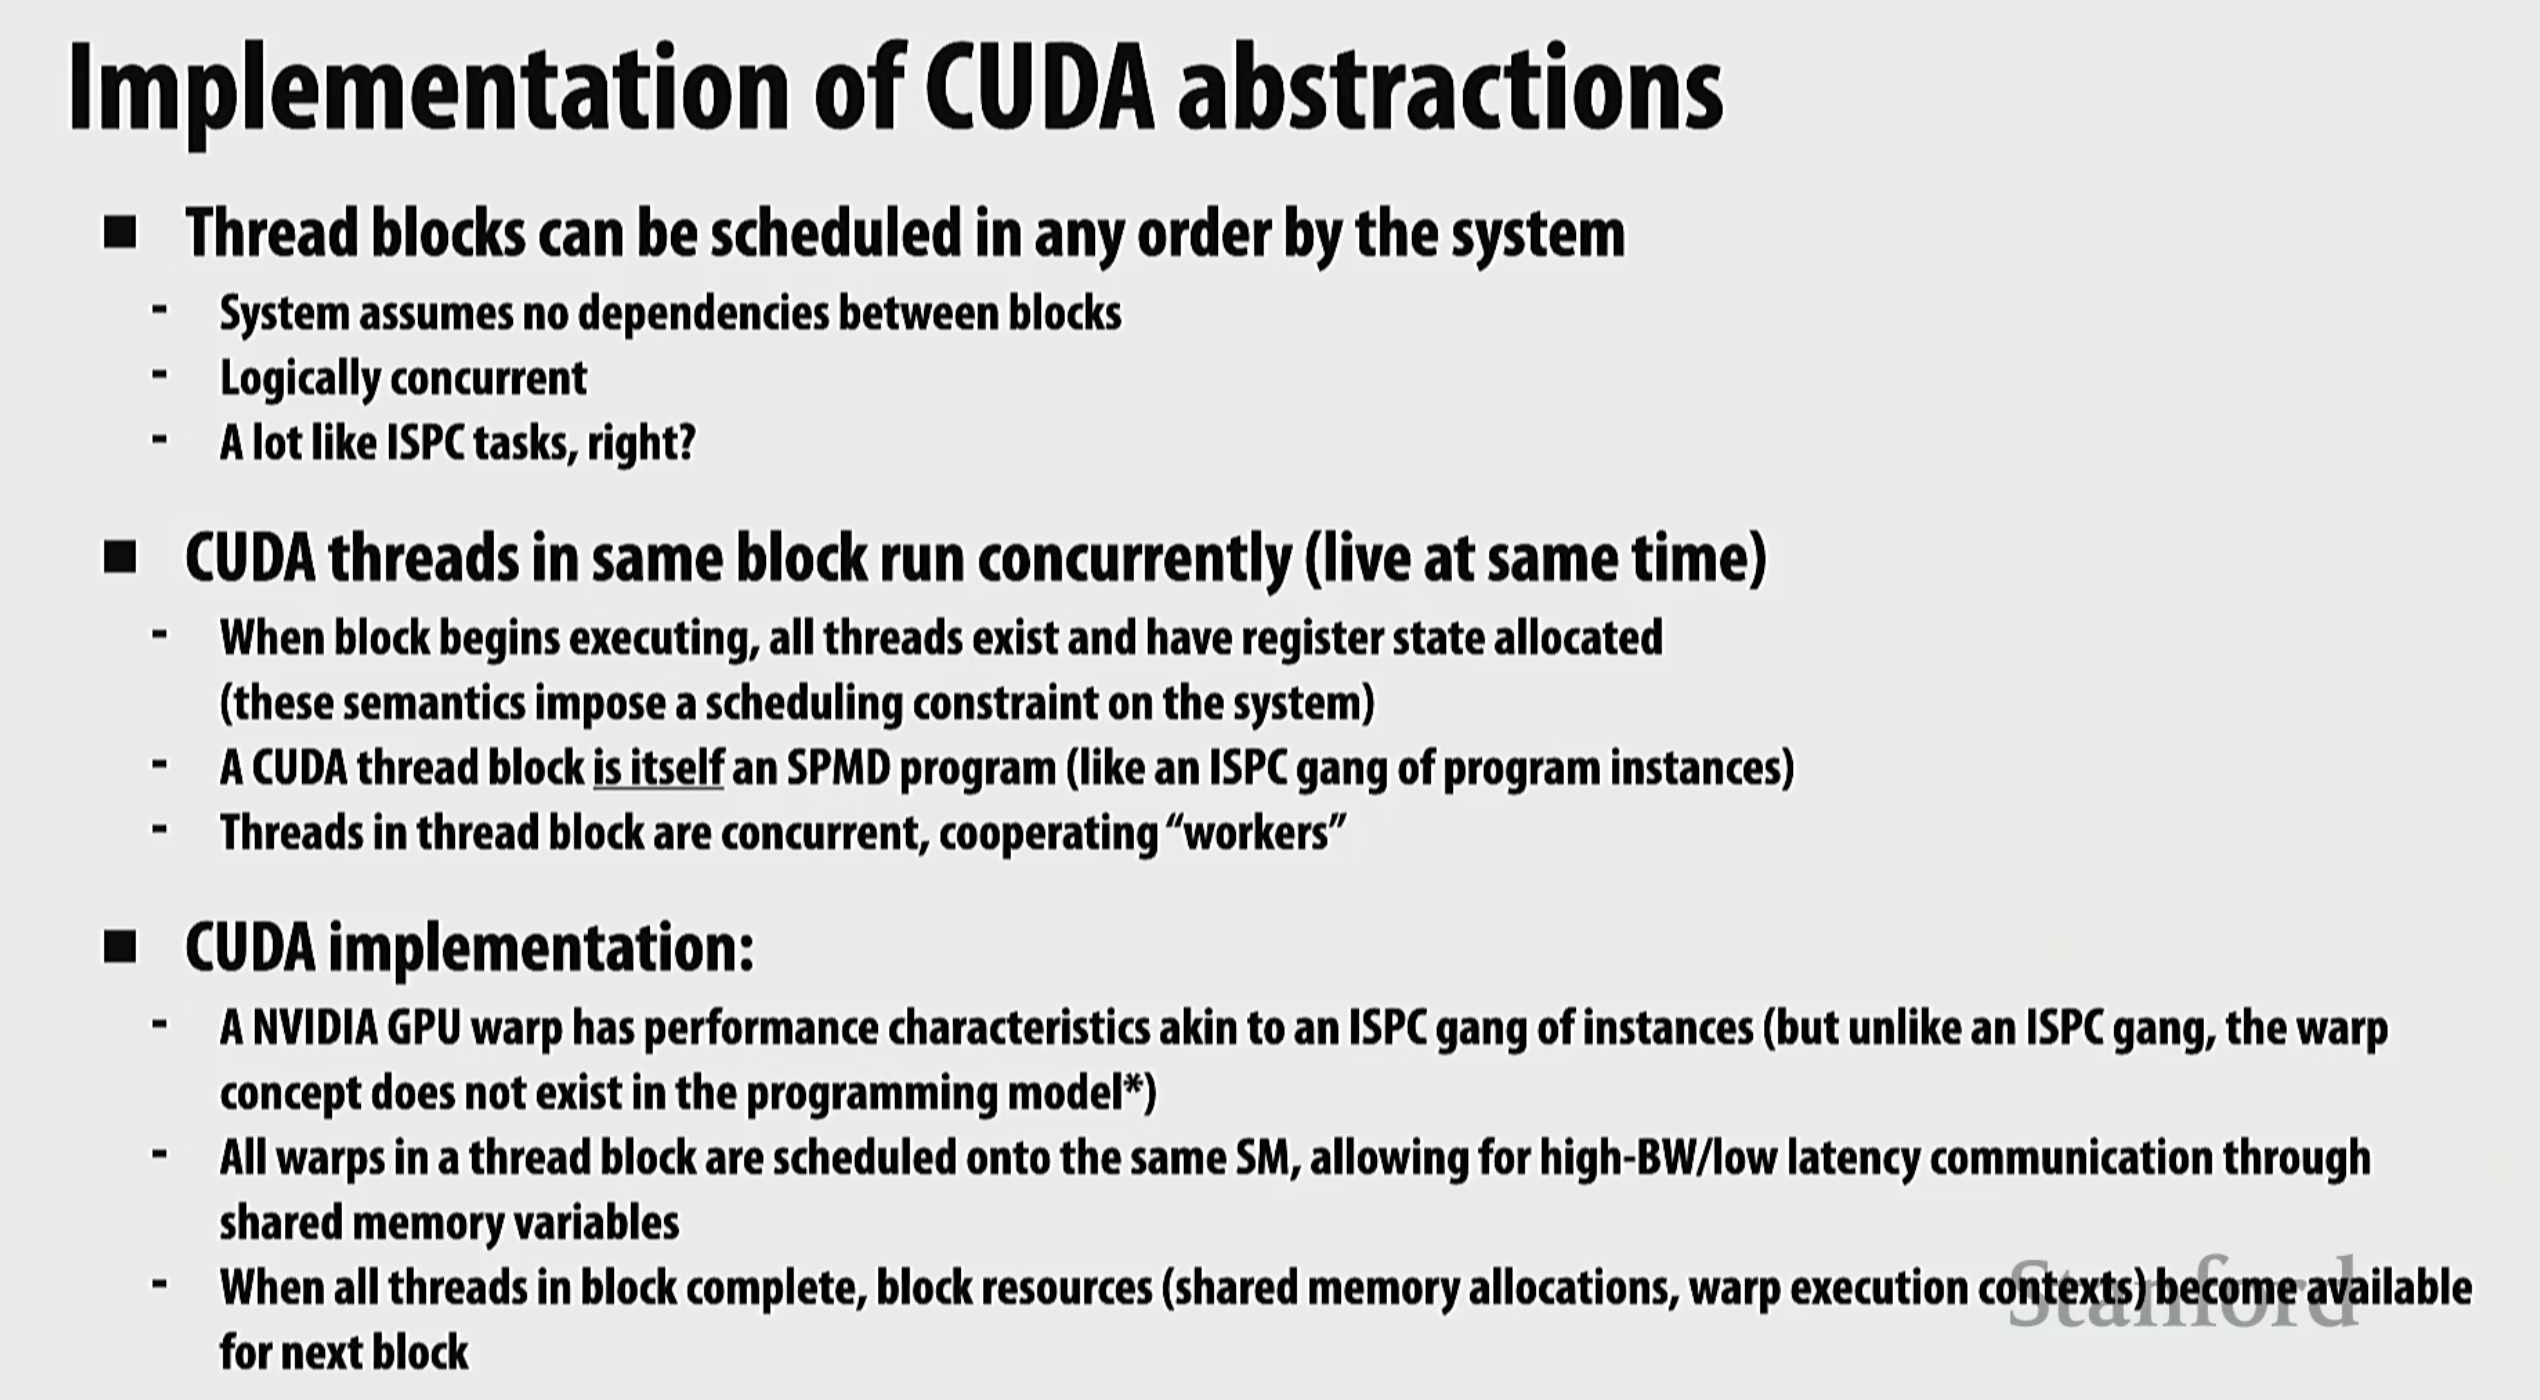 Implementation of CUDA abstractions
■ Thread blocks can be scheduled in any order by the system
- System assumes no dependencies between blocks
- Logically concurrent
- A lot like ISPC tasks, right?
■ CUDA threads in same block run concurrently (live at same time)
- When block begins executing, all threads exist and have register state allocated
(these semantics impose a scheduling constraint on the system)
- A CUDA thread block is itself an SPMD program (like an ISPC gang of program instances)
- Threads in thread block are concurrent, cooperating “workers”
■ CUDA implementation:
- A NVIDIA GPU warp has performance characteristics akin to an ISPC gang of instances (but unlike an ISPC gang, the warp
concept does not exist in the programming model*)
- All warps in a thread block are scheduled onto the same SM, allowing for high-BW/low latency communication through
shared memory variables
- When all threads in block complete, block resources (shared memory allocations, warp execution contexts) become available
for next block
Stanford